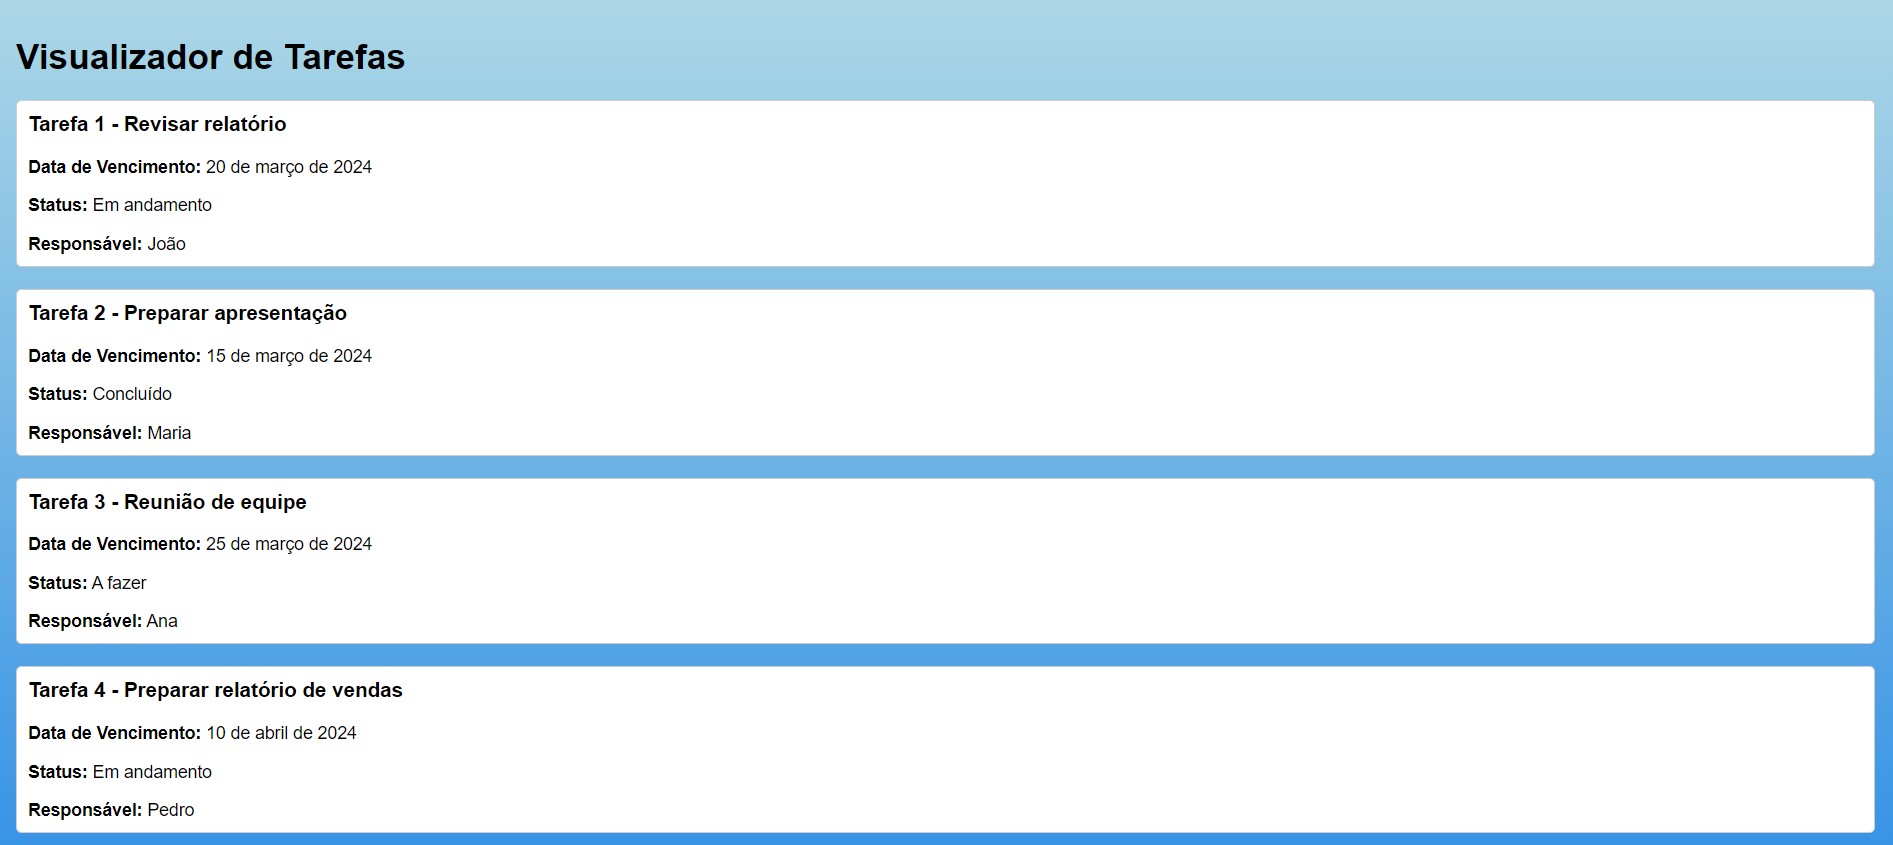 Visualizador de Tarefas
Tarefa 1 - Revisar relatório
Data de Vencimento: 20 de março de 2024
Status: Em andamento
Responsável: João
Tarefa 2 - Preparar apresentação
Data de Vencimento: 15 de março de 2024
Status: Concluído
Responsável: Maria
Tarefa 3 - Reunião de equipe
Data de Vencimento: 25 de março de 2024
Status: A fazer
Responsável: Ana
Tarefa 4 - Preparar relatório de vendas
Data de Vencimento: 10 de abril de 2024
Status: Em andamento
Responsável: Pedro